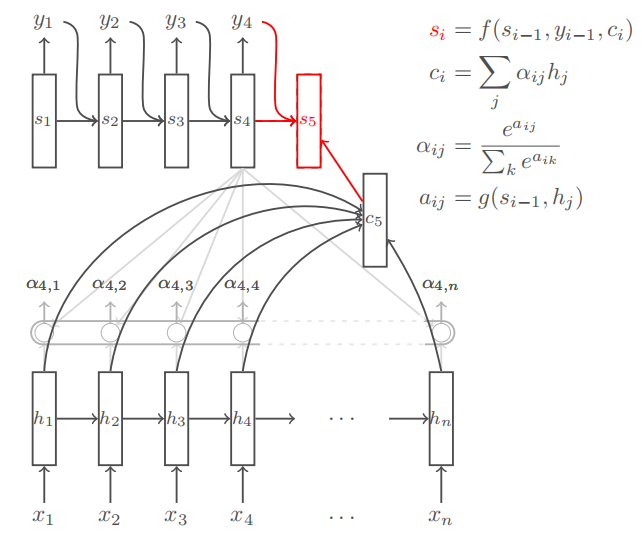 y₁ y₂ y₃ y₄
s₁ s₂ s₃ s₄ s₅
sᵢ = f(sᵢ₋₁, yᵢ₋₁, cᵢ)
cᵢ = ∑ⱼ αᵢⱼhⱼ
αᵢⱼ = e^{aᵢⱼ} / ∑ₖ e^{aᵢₖ}
aᵢⱼ = g(sᵢ₋₁, hⱼ)
c₅
α₄,₁ α₄,₂ α₄,₃ α₄,₄ α₄,ₙ
h₁ h₂ h₃ h₄ ··· hₙ
x₁ x₂ x₃ x₄ ··· xₙ